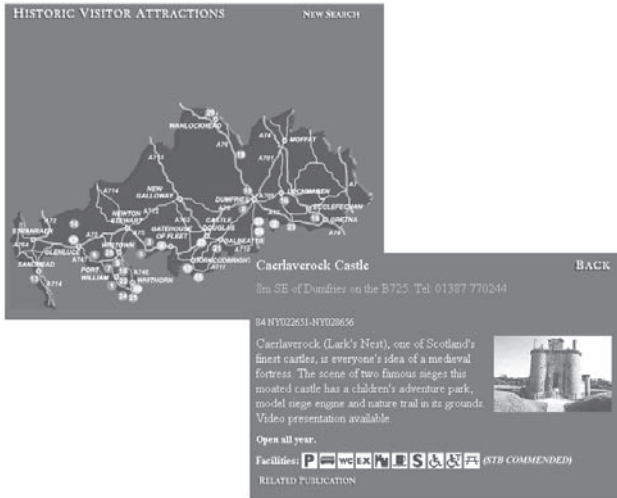 HISTORIC VISITOR ATTRACTIONS
NEW SEARCH
WANLOCKHEAD
A76
A74
MOFFAT
A701
A713
A714
NEW GALLOWAY
DUMFRIES
LOCHMABEN
ECCLEFECHAN
GRETNA
NEWTON STEWART
GATEHOUSE OF FLEET
CASTLE DOUGLAS
DALBEATTIE
A710
A711
KIRKCUDBRIGHT
A75
STRANRAER
GLENLUCE
A747
WIGTOWN
PORT WILLIAM
A746
WHITHORN
SANDHEAD
A714
Caerlaverock Castle
BACK
8m SE of Dumfries on the B725. Tel: 01387 770244
84 NY022651-NY028656
Caerlaverock (Lark's Nest), one of Scotland's
finest castles, is everyone's idea of a medieval
fortress. The scene of two famous sieges this
moated castle has a children's adventure park,
model siege engine and nature trail in its grounds.
Video presentation available.
Open all year.
Facilities: P WC EX S (STB COMMENDED)
RELATED PUBLICATION